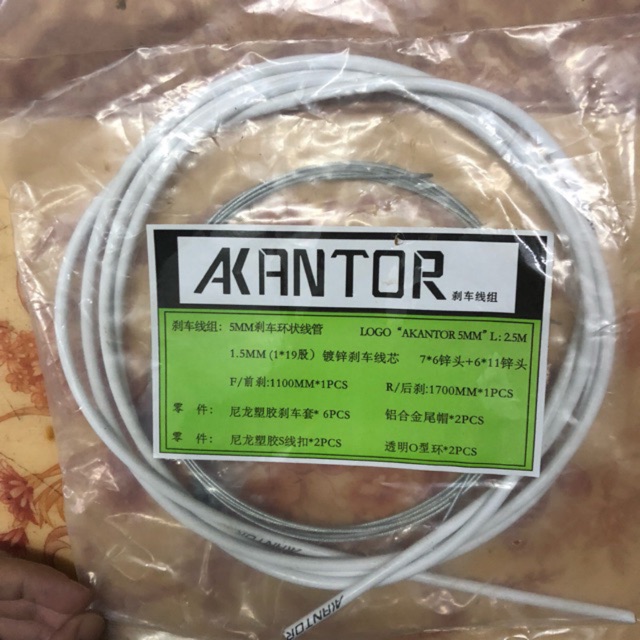 AKANTOR 刹车线组
刹车线组: 5MM刹车环状线管 LOGO “AKANTOR 5MM” L: 2.5M
1.5MM (1*19股) 镀锌刹车线芯 7*6锌头+6*11锌头
F/前刹:1100MM*1PCS R/后刹:1700MM*1PCS
零 件: 尼龙塑胶刹车套* 6PCS 铝合金尾帽*2PCS
零 件: 尼龙塑胶S线扣*2PCS 透明O型环*2PCS
AKANTOR
AKANTOR